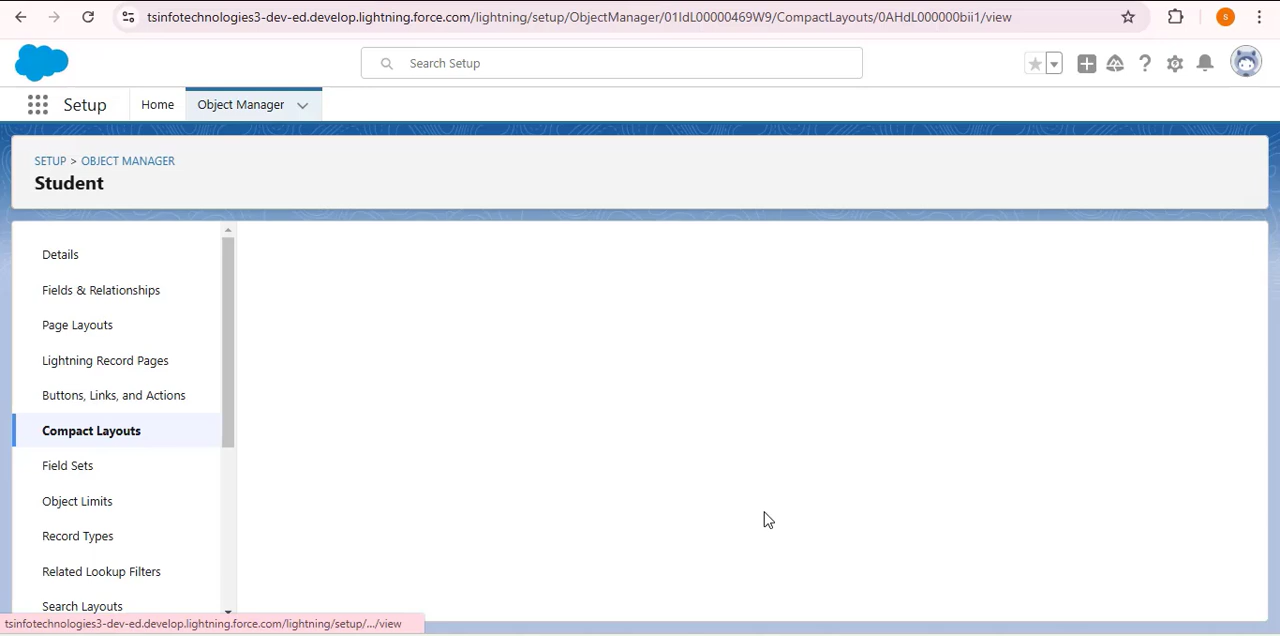 tsinfotechnologies3-dev-ed.develop.lightning.force.com/lightning/setup/ObjectManager/01IdL00000469W9/CompactLayouts/0AHdL000000bii1/view
s
Search Setup
Setup
Home
Object Manager
SETUP > OBJECT MANAGER
Student
Details
Fields & Relationships
Page Layouts
Lightning Record Pages
Buttons, Links, and Actions
Compact Layouts
Field Sets
Object Limits
Record Types
Related Lookup Filters
Search Layouts
tsinfotechnologies3-dev-ed.develop.lightning.force.com/lightning/setup/.../view